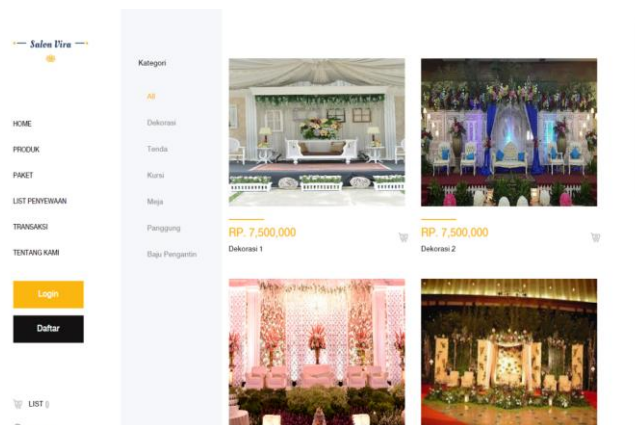 Salon Vira
HOME
PRODUK
PAKET
LIST PENYEWAAN
TRANSAKSI
TENTANG KAMI
Login
Daftar
LIST ()
Kategori
All
Dekorasi
Tenda
Kursi
Meja
Panggung
Baju Pengantin
RP. 7,500,000
Dekorasi 1
RP. 7,500,000
Dekorasi 2